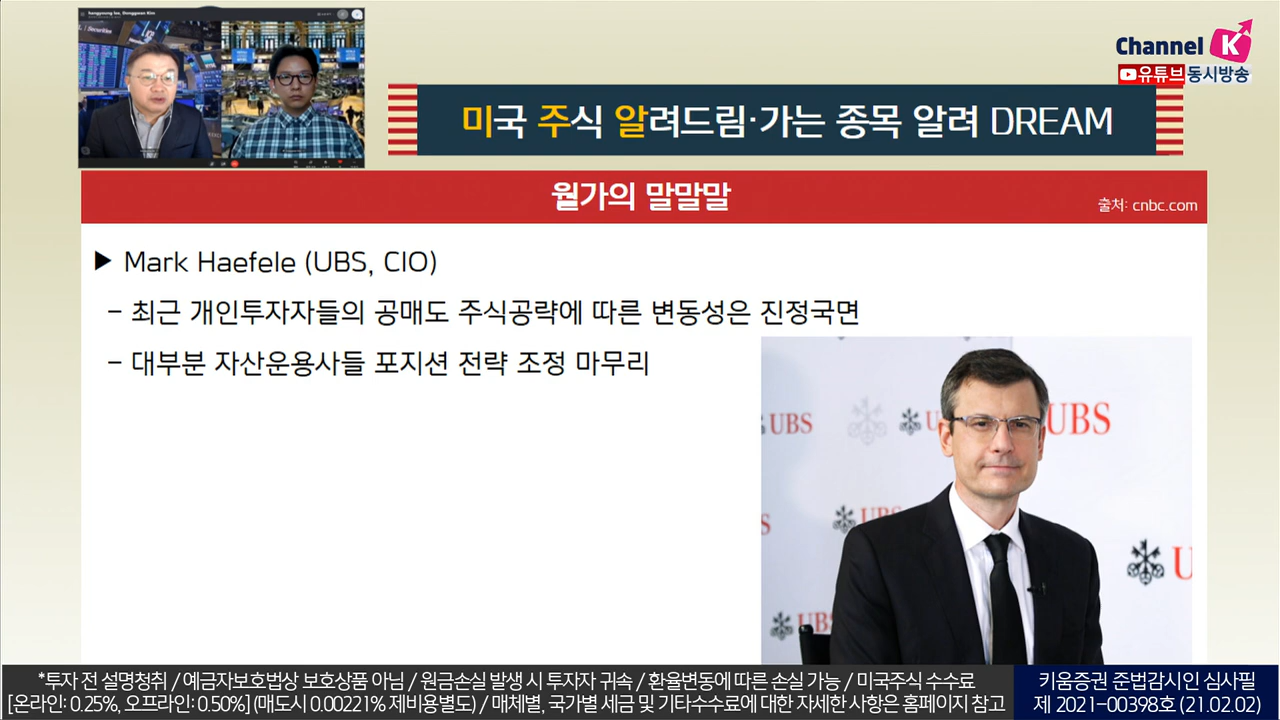 hangyoung lee, Dongqwan Kim
Securities
Channel K
유튜브 동시방송
미국 주식 알려드림·가는 종목 알려 DREAM
월가의 말말말
출처: cnbc.com
▶ Mark Haefele (UBS, CIO)
- 최근 개인투자자들의 공매도 주식공략에 따른 변동성은 진정국면
- 대부분 자산운용사들 포지션 전략 조정 마무리
UBS
UBS
UBS
*투자 전 설명청취 / 예금자보호법상 보호상품 아님 / 원금손실 발생 시 투자자 귀속 / 환율변동에 따른 손실 가능 / 미국주식 수수료
[온라인: 0.25%, 오프라인: 0.50%] (매도시 0.00221% 제비용별도) / 매체별, 국가별 세금 및 기타수수료에 대한 자세한 사항은 홈페이지 참고
키움증권 준법감시인 심사필
제 2021-00398호 (21.02.02)